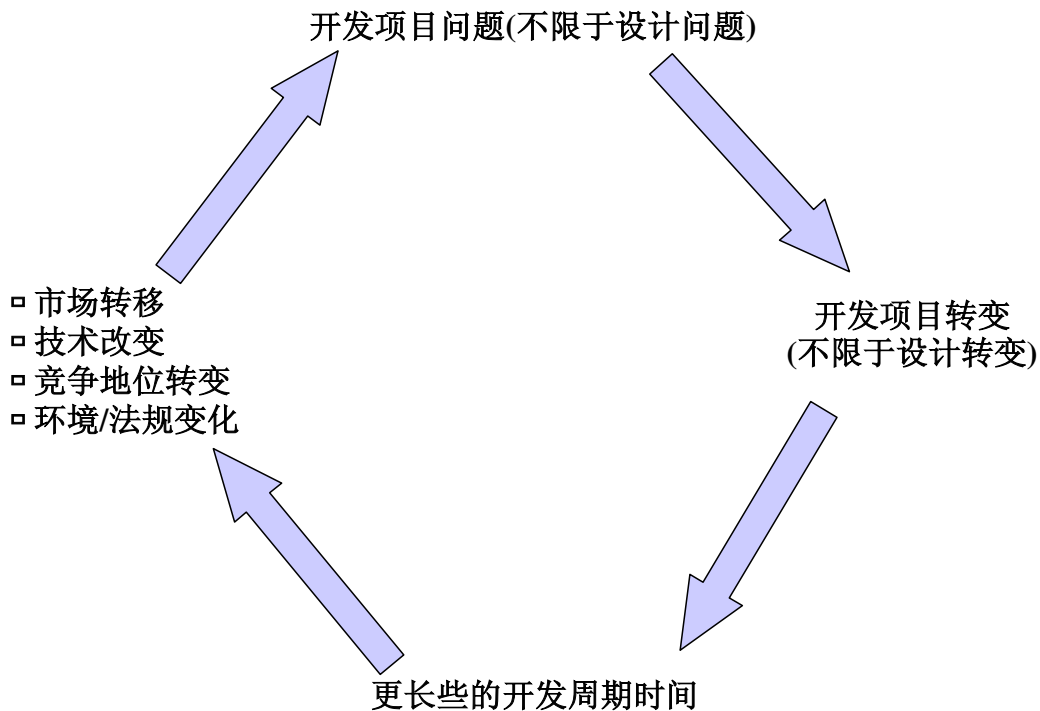 开发项目问题(不限于设计问题)
市场转移
技术改变
竞争地位转变
环境/法规变化
开发项目转变
(不限于设计转变)
更长些的开发周期时间